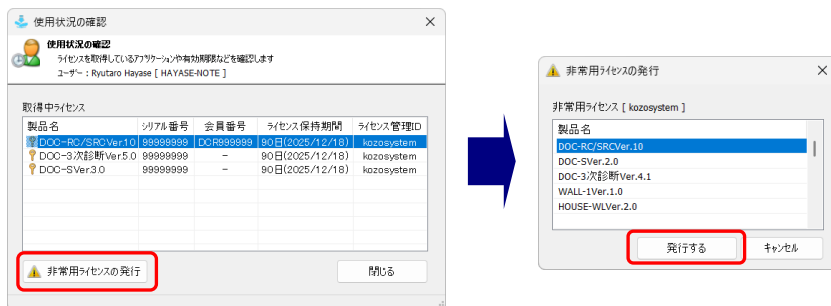 使用状況の確認
使用状況の確認
ライセンスを取得しているアプリケーションや有効期限などを確認します
ユーザー : Ryutaro Hayase [ HAYASE-NOTE ]
取得中ライセンス
製品名 シリアル番号 会員番号 ライセンス保持期間 ライセンス管理ID
DOC-RC/SRCVer.10 99999999 DCR999999 90日(2025/12/18) kozosystem
DOC-3次診断Ver.5.0 99999999 - 90日(2025/12/18) kozosystem
DOC-SVer.3.0 99999999 - 90日(2025/12/18) kozosystem
非常用ライセンスの発行
閉じる
非常用ライセンスの発行
非常用ライセンス [ kozosystem ]
製品名
DOC-RC/SRCVer.10
DOC-SVer.2.0
DOC-3次診断Ver.4.1
WALL-1Ver.1.0
HOUSE-WLVer.2.0
発行する
キャンセル